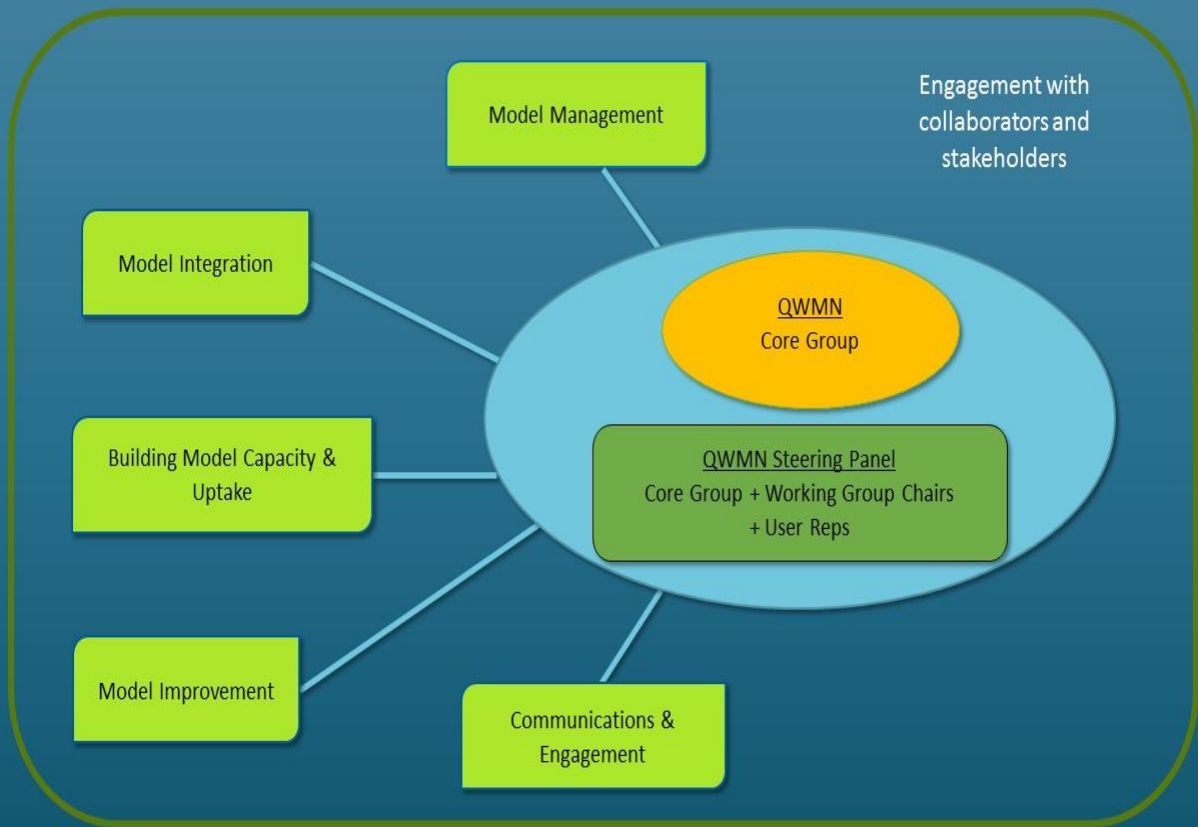 Model Management
Engagement with
collaborators and
stakeholders
Model Integration
QWMN
Core Group
Building Model Capacity &
Uptake
QWMN Steering Panel
Core Group + Working Group Chairs
+ User Reps
Model Improvement
Communications &
Engagement